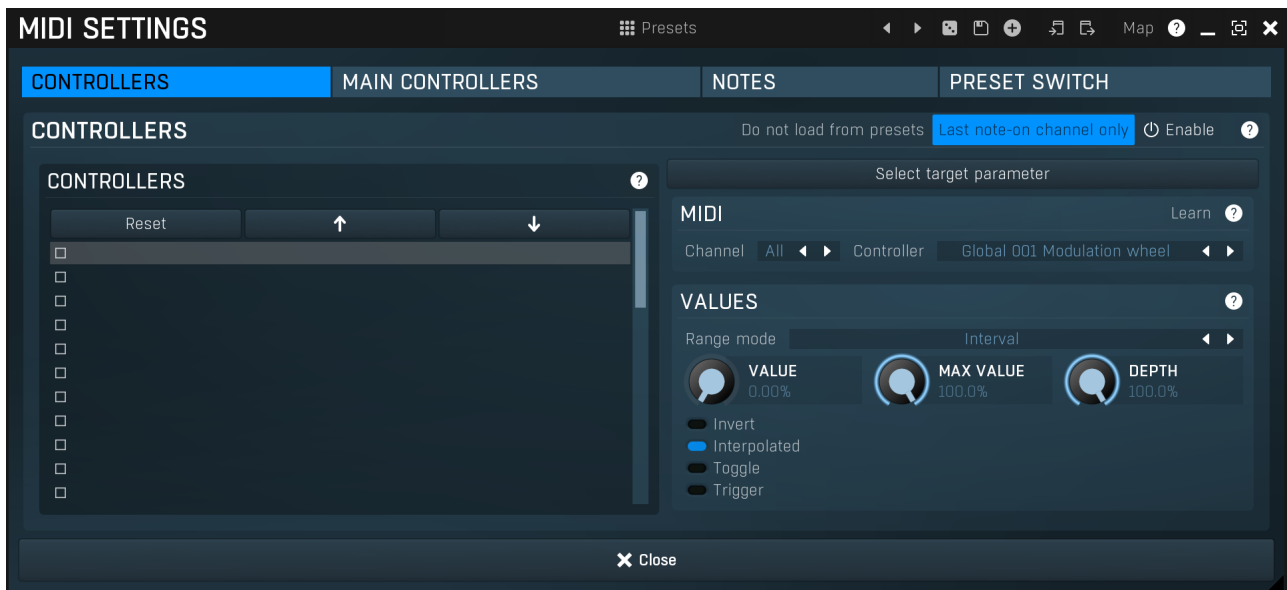 MIDI SETTINGS Presets Map ?
CONTROLLERS MAIN CONTROLLERS NOTES PRESET SWITCH
CONTROLLERS Do not load from presets Last note-on channel only Enable ?
CONTROLLERS ?
Select target parameter
Reset
MIDI Learn ?
Channel All Controller Global 001 Modulation wheel
VALUES ?
Range mode Interval
VALUE MAX VALUE DEPTH
0.00% 100.0% 100.0%
Invert
Interpolated
Toggle
Trigger
Close